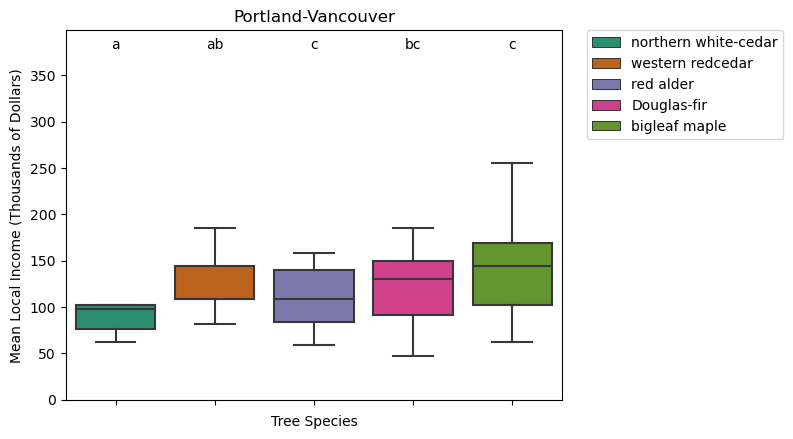 Portland-Vancouver
a ab c bc c
Mean Local Income (Thousands of Dollars)
350
300
250
200
150
100
50
0
Tree Species
northern white-cedar
western redcedar
red alder
Douglas-fir
bigleaf maple